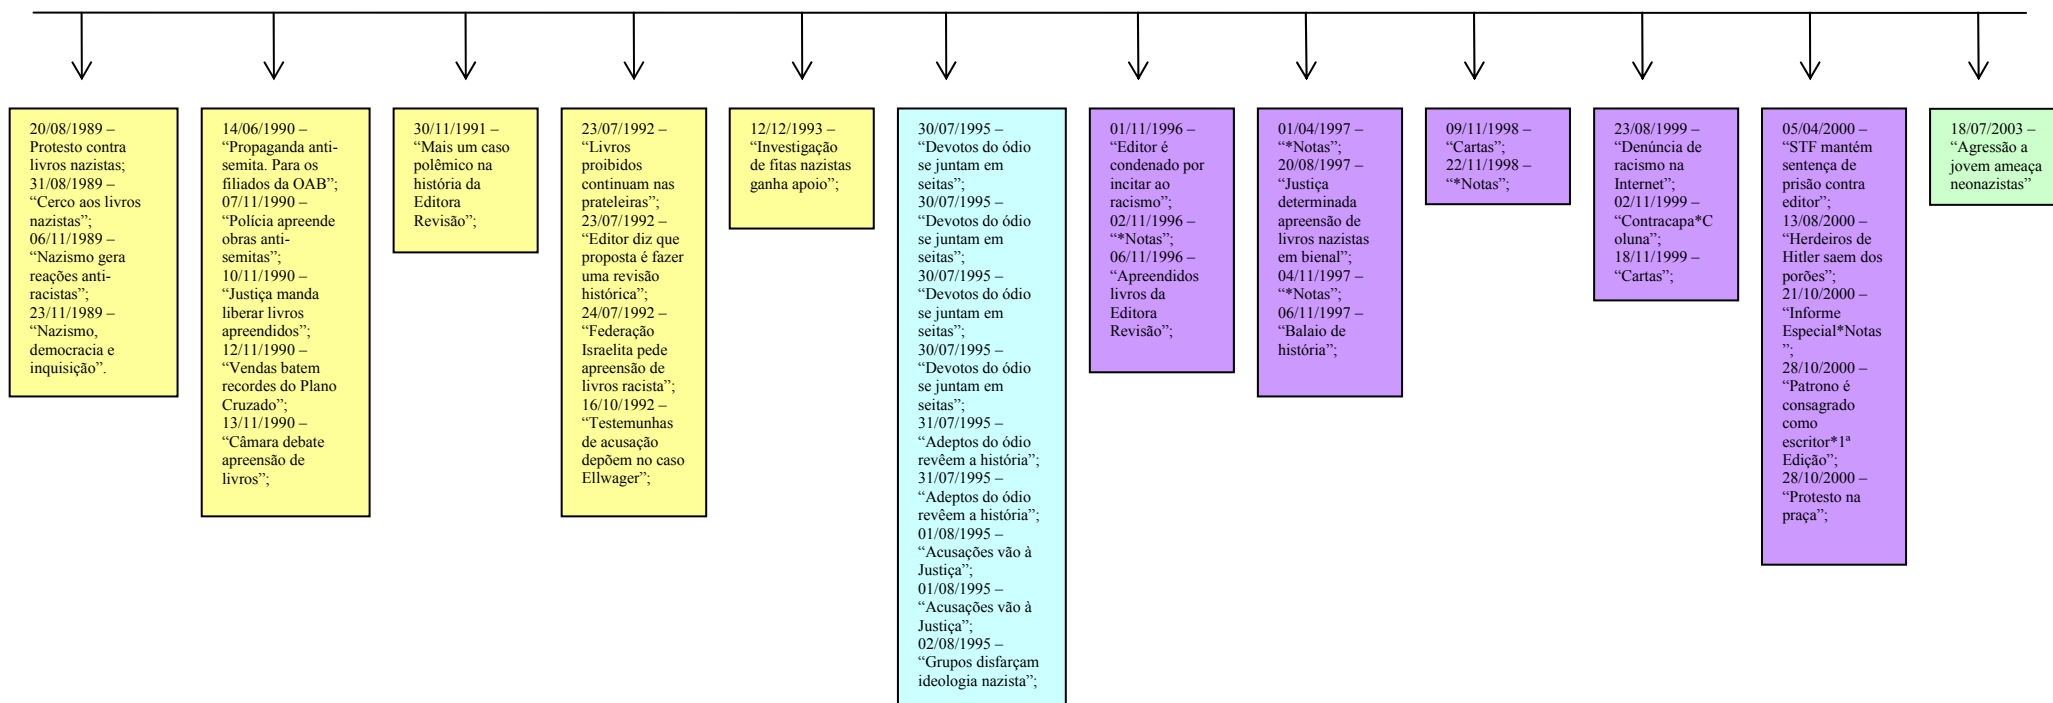 20/08/1989 –
Protesto contra
livros nazistas;
31/08/1989 –
“Cerco aos livros
nazistas”;
06/11/1989 –
“Nazismo gera
reações anti-
racistas”;
23/11/1989 –
“Nazismo,
democracia e
inquisição”.
14/06/1990 –
“Propaganda anti-
semita. Para os
filiados da OAB”;
07/11/1990 –
“Polícia apreende
obras anti-
semitas”;
10/11/1990 –
“Justiça manda
liberar livros
apreendidos”;
12/11/1990 –
“Vendas batem
recordes do Plano
Cruzado”;
13/11/1990 –
“Câmara debate
apreensão de
livros”;
30/11/1991 –
“Mais um caso
polêmico na
história da
Editora
Revisão”;
23/07/1992 –
“Livros
proibidos
continuam nas
prateleiras”;
23/07/1992 –
“Editor diz que
proposta é fazer
uma revisão
histórica”;
24/07/1992 –
“Federação
Israelita pede
apreensão de
livros racista”;
16/10/1992 –
“Testemunhas
de acusação
depõem no caso
Ellwager”;
12/12/1993 –
“Investigação
de fitas nazistas
ganha apoio”;
30/07/1995 –
“Devotos do ódio
se juntam em
seitas”;
30/07/1995 –
“Devotos do ódio
se juntam em
seitas”;
30/07/1995 –
“Devotos do ódio
se juntam em
seitas”;
30/07/1995 –
“Devotos do ódio
se juntam em
seitas”;
31/07/1995 –
“Adeptos do ódio
revêem a história”;
31/07/1995 –
“Adeptos do ódio
revêem a história”;
01/08/1995 –
“Acusações vão à
Justiça”;
01/08/1995 –
“Acusações vão à
Justiça”;
02/08/1995 –
“Grupos disfarçam
ideologia nazista”;
01/11/1996 –
“Editor é
condenado por
incitar ao
racismo”;
02/11/1996 –
“*Notas”;
06/11/1996 –
“Apreendidos
livros da
Editora
Revisão”;
01/04/1997 –
“*Notas”;
20/08/1997 –
“Justiça
determinada
apreensão de
livros nazistas
em bienal”;
04/11/1997 –
“*Notas”;
06/11/1997 –
“Balaio de
história”;
09/11/1998 –
“Cartas”;
22/11/1998 –
“*Notas”;
23/08/1999 –
“Denúncia de
racismo na
Internet”;
02/11/1999 –
“Contracapa*C
oluna”;
18/11/1999 –
“Cartas”;
05/04/2000 –
“STF mantém
sentença de
prisão contra
editor”;
13/08/2000 –
“Herdeiros de
Hitler saem dos
porões”;
21/10/2000 –
“Informe
Especial*Notas
”;
28/10/2000 –
“Patrono é
consagrado
como
escritor*1ª
Edição”;
28/10/2000 –
“Protesto na
praça”;
18/07/2003 –
“Agressão a
jovem ameaça
neonazistas”